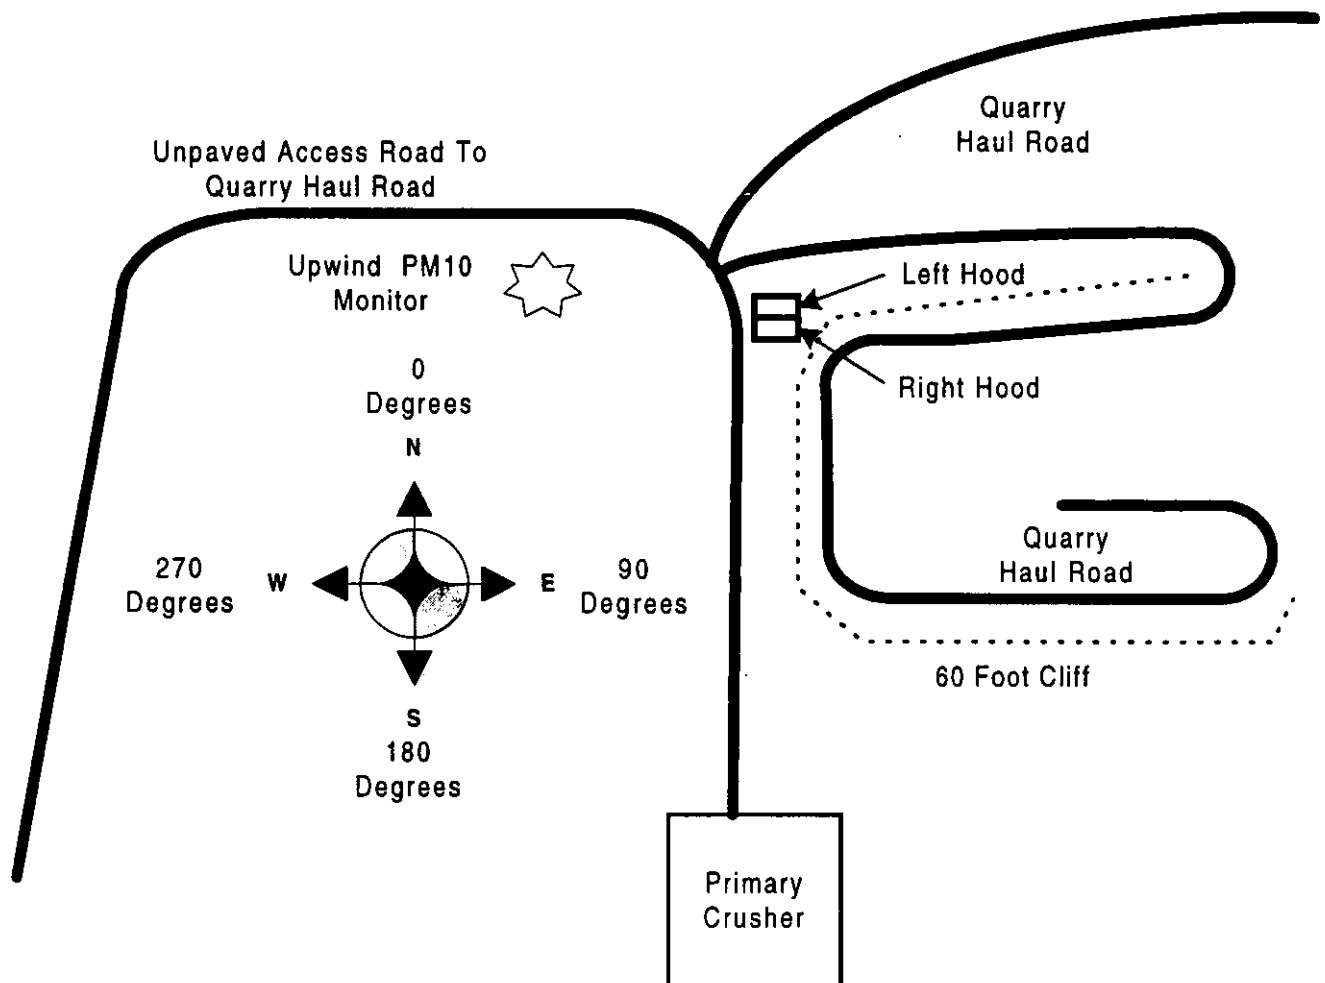 Quarry
Haul Road
Unpaved Access Road To
Quarry Haul Road
Upwind PM10
Monitor
Left Hood
Right Hood
0
Degrees
N
270
Degrees
W
E
90
Degrees
S
180
Degrees
Quarry
Haul Road
60 Foot Cliff
Primary
Crusher